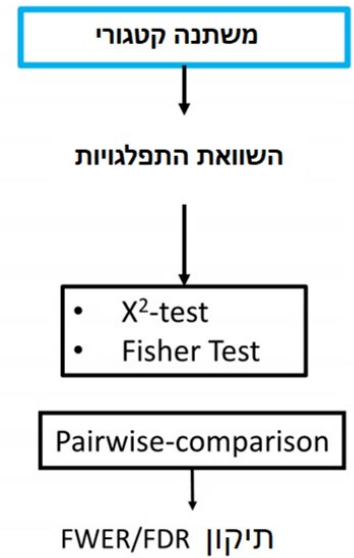 משתנה קטגורי
השוואת התפלגויות
• X²-test
• Fisher Test
Pairwise-comparison
תיקון FWER/FDR